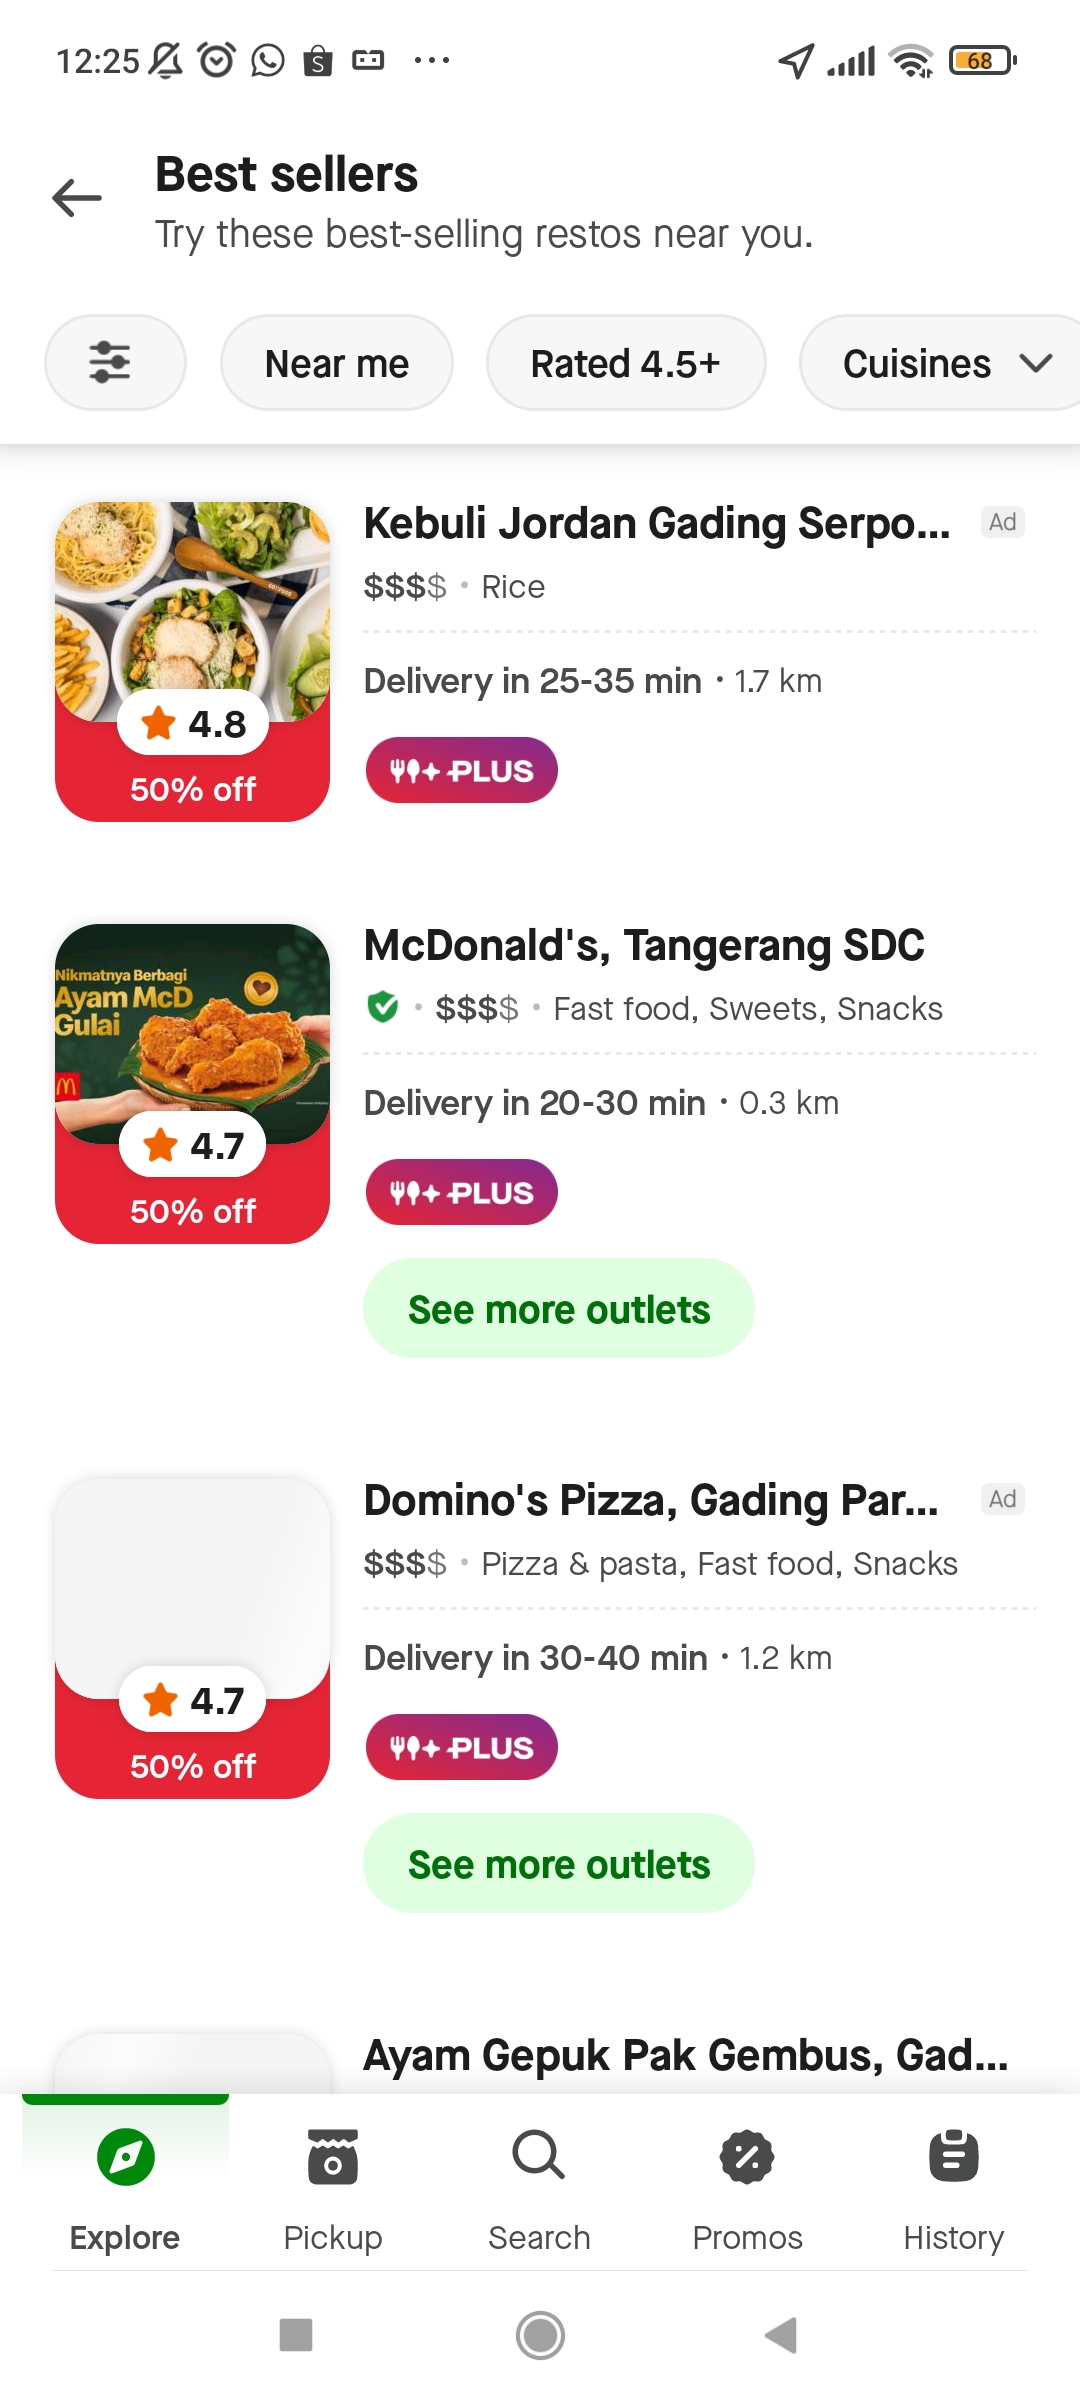 12:25
68
Best sellers
Try these best-selling restos near you.
Near me
Rated 4.5+
Cuisines
Kebuli Jordan Gading Serpo...
Ad
$$$$ • Rice
Delivery in 25-35 min • 1.7 km
4.8
PLUS
50% off
McDonald's, Tangerang SDC
Nikmatnya Berbagi
Ayam McD
Gulai
$$$$ • Fast food, Sweets, Snacks
Delivery in 20-30 min • 0.3 km
4.7
PLUS
50% off
See more outlets
Domino's Pizza, Gading Par...
Ad
$$$$ • Pizza & pasta, Fast food, Snacks
Delivery in 30-40 min • 1.2 km
4.7
PLUS
50% off
See more outlets
Ayam Gepuk Pak Gembus, Gad...
Explore
Pickup
Search
Promos
History